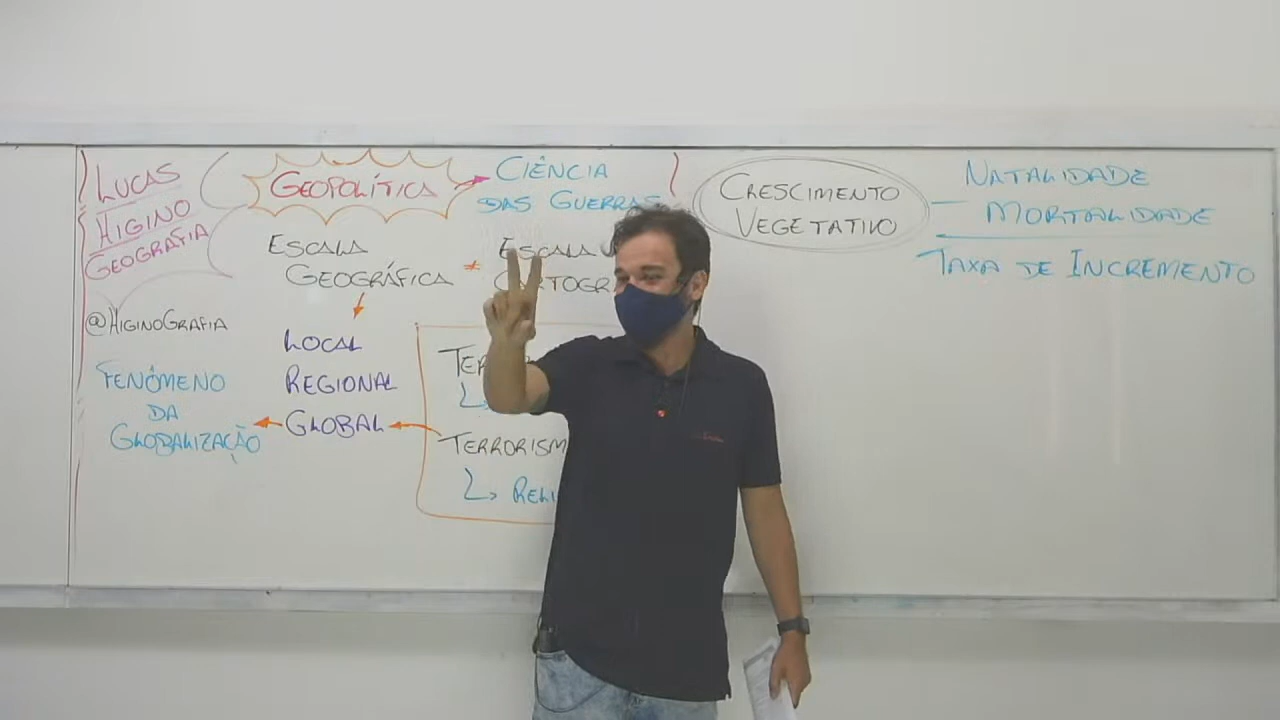 LUCAS
HIGINO
GEOGRAFIA
@HIGINOGRAFIA
FENÔMENO
DA
GLOBALIZAÇÃO
GEOPOLÍTICA
CIÊNCIA
DAS GUERRAS
ESCALA
GEOGRÁFICA
≠
ESCALA
LOCAL
REGIONAL
GLOBAL
CRESCIMENTO
VEGETATIVO
NATALIDADE
— MORTALIDADE
TAXA DE INCREMENTO